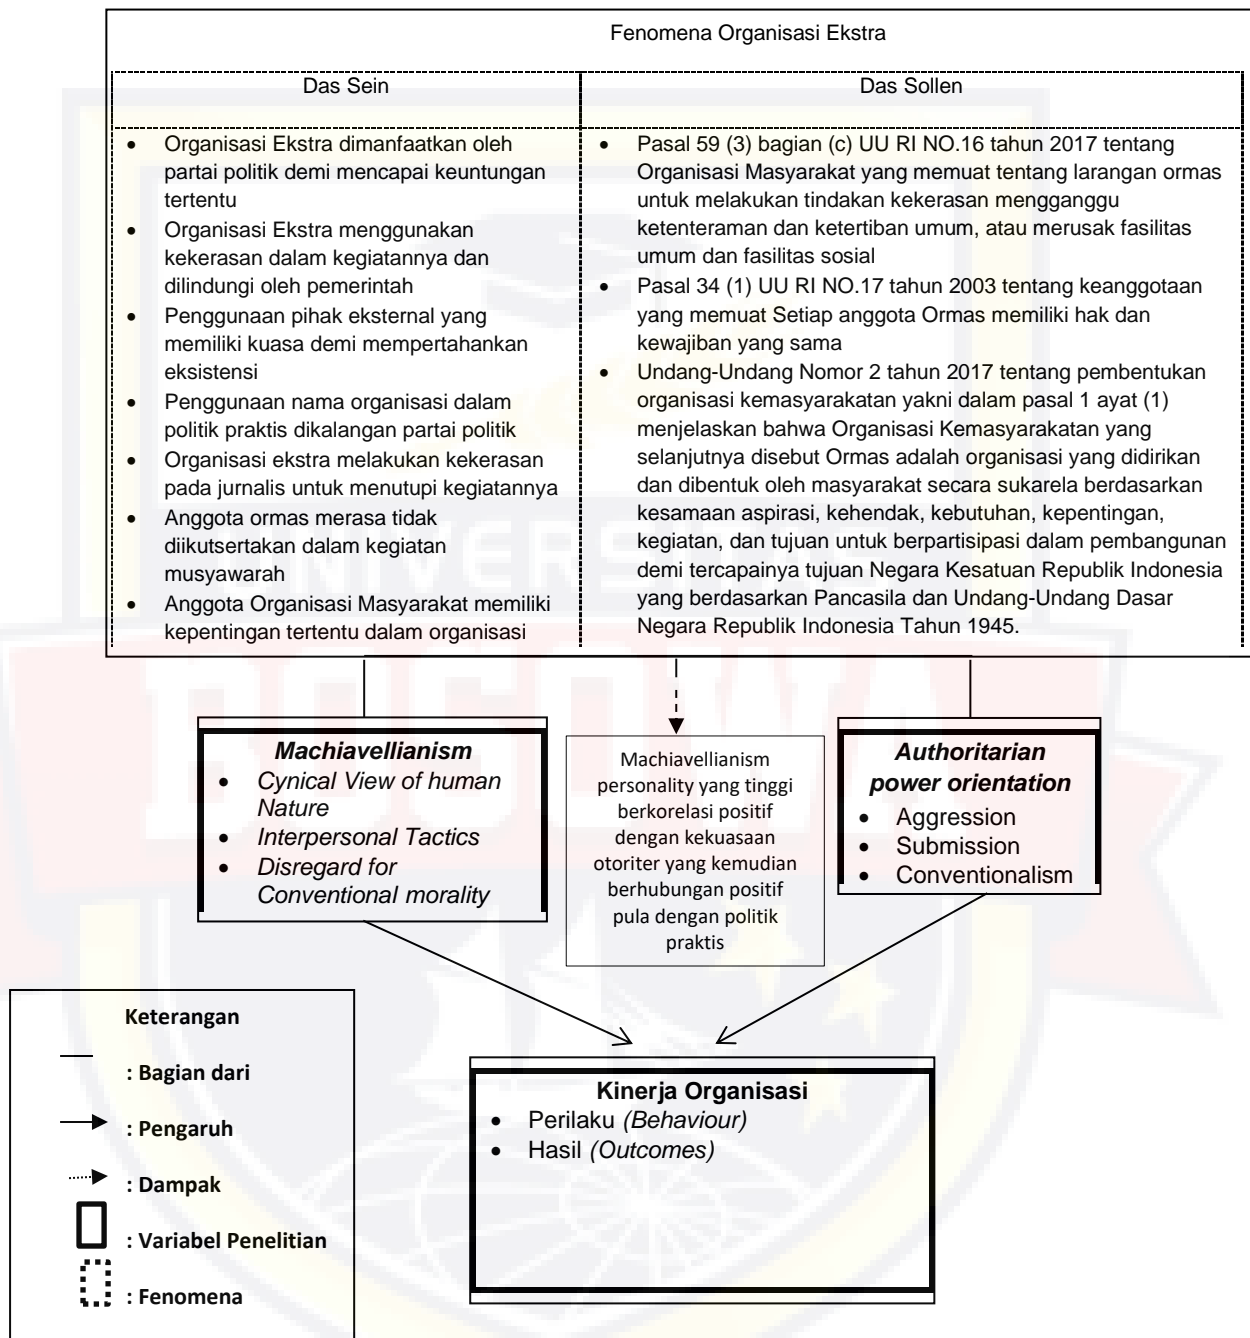 Fenomena Organisasi Ekstra
Das Sein
• Organisasi Ekstra dimanfaatkan oleh
partai politik demi mencapai keuntungan
tertentu
• Organisasi Ekstra menggunakan
kekerasan dalam kegiatannya dan
dilindungi oleh pemerintah
• Penggunaan pihak eksternal yang
memiliki kuasa demi mempertahankan
eksistensi
• Penggunaan nama organisasi dalam
politik praktis dikalangan partai politik
• Organisasi ekstra melakukan kekerasan
pada jurnalis untuk menutupi kegiatannya
• Anggota ormas merasa tidak
diikutsertakan dalam kegiatan
musyawarah
• Anggota Organisasi Masyarakat memiliki
kepentingan tertentu dalam organisasi
Das Sollen
• Pasal 59 (3) bagian (c) UU RI NO.16 tahun 2017 tentang
Organisasi Masyarakat yang memuat tentang larangan ormas
untuk melakukan tindakan kekerasan mengganggu
ketenteraman dan ketertiban umum, atau merusak fasilitas
umum dan fasilitas sosial
• Pasal 34 (1) UU RI NO.17 tahun 2003 tentang keanggotaan
yang memuat Setiap anggota Ormas memiliki hak dan
kewajiban yang sama
• Undang-Undang Nomor 2 tahun 2017 tentang pembentukan
organisasi kemasyarakatan yakni dalam pasal 1 ayat (1)
menjelaskan bahwa Organisasi Kemasyarakatan yang
selanjutnya disebut Ormas adalah organisasi yang didirikan
dan dibentuk oleh masyarakat secara sukarela berdasarkan
kesamaan aspirasi, kehendak, kebutuhan, kepentingan,
kegiatan, dan tujuan untuk berpartisipasi dalam pembangunan
demi tercapainya tujuan Negara Kesatuan Republik Indonesia
yang berdasarkan Pancasila dan Undang-Undang Dasar
Negara Republik Indonesia Tahun 1945.
Machiavellianism
• Cynical View of human
Nature
• Interpersonal Tactics
• Disregard for
Conventional morality
Machiavellianism
personality yang tinggi
berkorelasi positif
dengan kekuasaan
otoriter yang kemudian
berhubungan positif
pula dengan politik
praktis
Authoritarian
power orientation
• Aggression
• Submission
• Conventionalism
Kinerja Organisasi
• Perilaku (Behaviour)
• Hasil (Outcomes)
Keterangan
: Bagian dari
: Pengaruh
: Dampak
: Variabel Penelitian
: Fenomena
UNIVERSITAS
BOSOWA